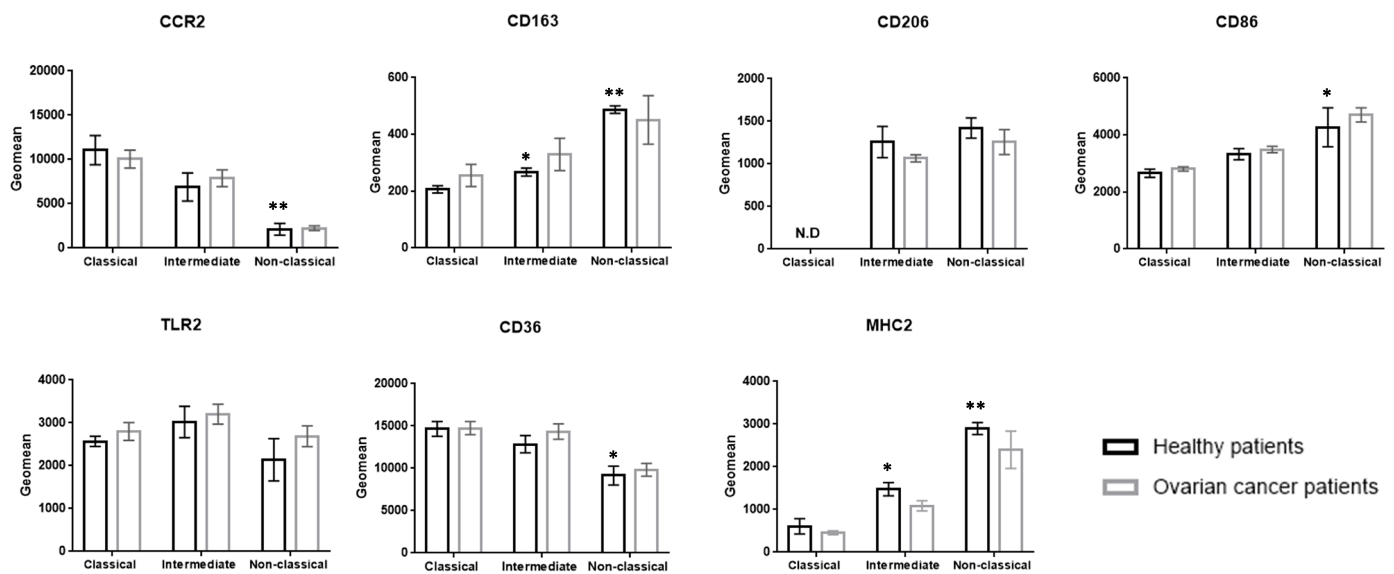 CCR2
20000
15000
10000
5000
0
Geomean
**
Classical Intermediate Non-classical
CD163
600
400
200
0
Geomean
*
**
Classical Intermediate Non-classical
CD206
2000
1500
1000
500
0
Geomean
N.D
Classical Intermediate Non-classical
CD86
6000
4000
2000
0
Geomean
*
Classical Intermediate Non-classical
TLR2
4000
3000
2000
1000
0
Geomean
Classical Intermediate Non-classical
CD36
20000
15000
10000
5000
0
Geomean
*
Classical Intermediate Non-classical
MHC2
4000
3000
2000
1000
0
Geomean
*
**
Classical Intermediate Non-classical
Healthy patients
Ovarian cancer patients